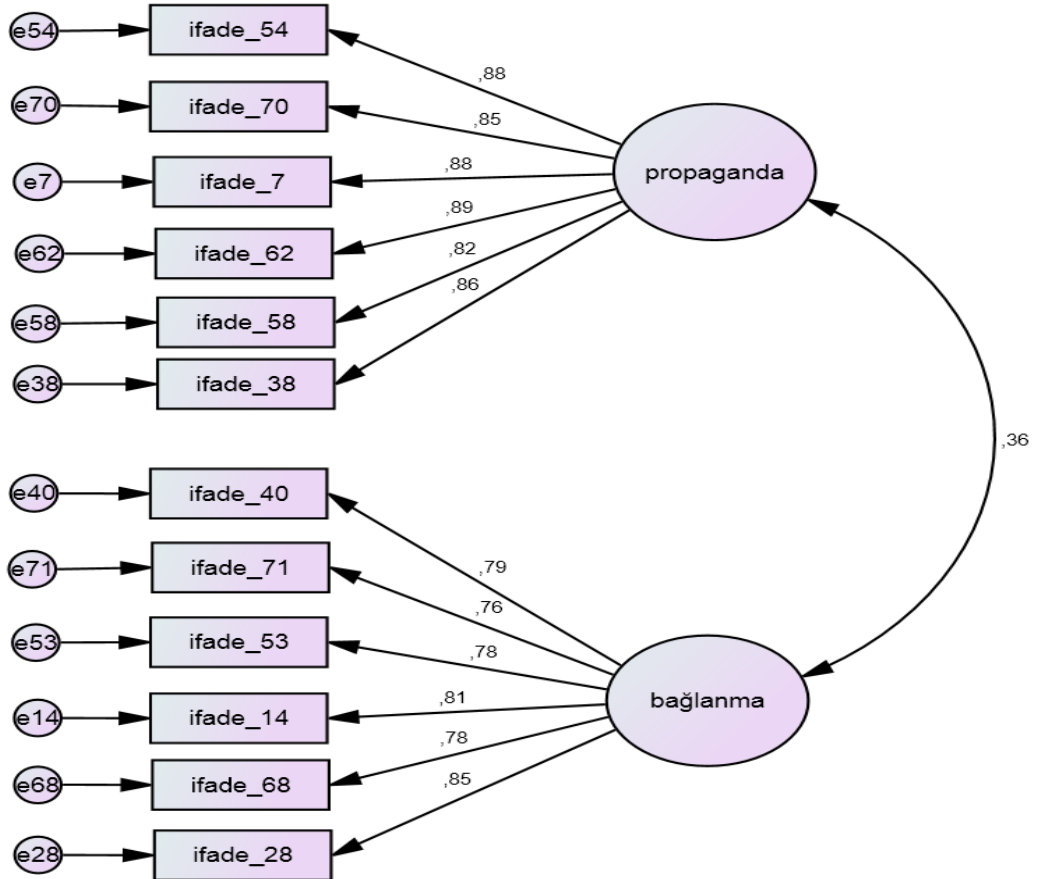 e54 ifade_54
,88
e70 ifade_70
,85
e7 ifade_7
,88
propaganda
e62 ifade_62
,89
e58 ifade_58
,82
e38 ifade_38
,86
,36
e40 ifade_40
,79
e71 ifade_71
,76
e53 ifade_53
,78
e14 ifade_14
,81
bağlanma
e68 ifade_68
,78
e28 ifade_28
,85